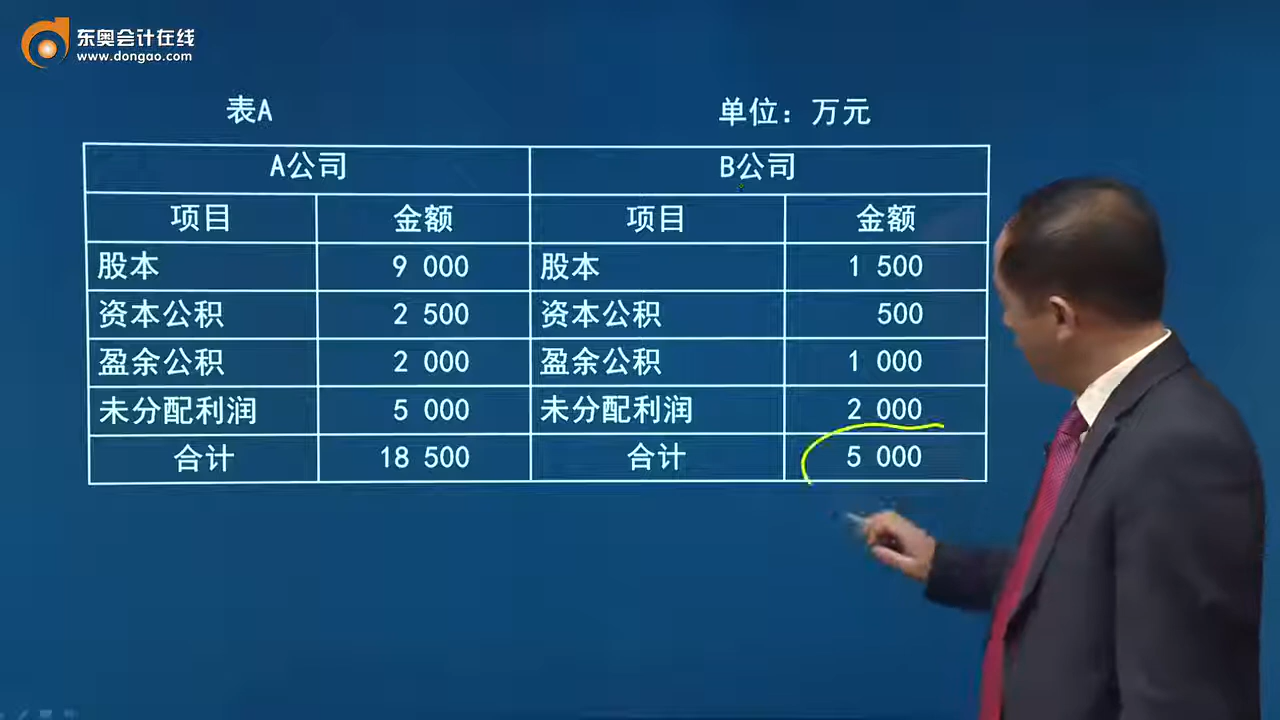 东奥会计在线
www.dongao.com
表A 单位：万元
A公司 B公司
项目 金额 项目 金额
股本 9 000 股本 1 500
资本公积 2 500 资本公积 500
盈余公积 2 000 盈余公积 1 000
未分配利润 5 000 未分配利润 2 000
合计 18 500 合计 5 000